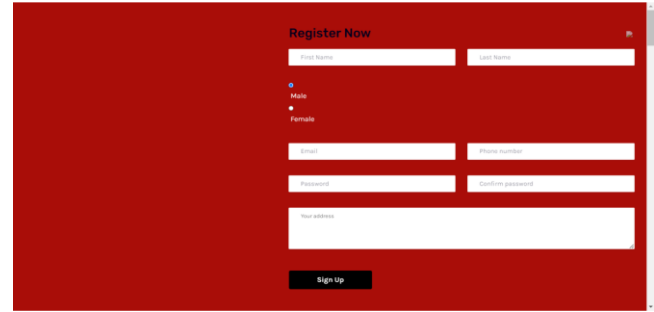 Register Now
First Name
Last Name
Male
Female
Email
Phone number
Password
Confirm password
Your address
Sign Up